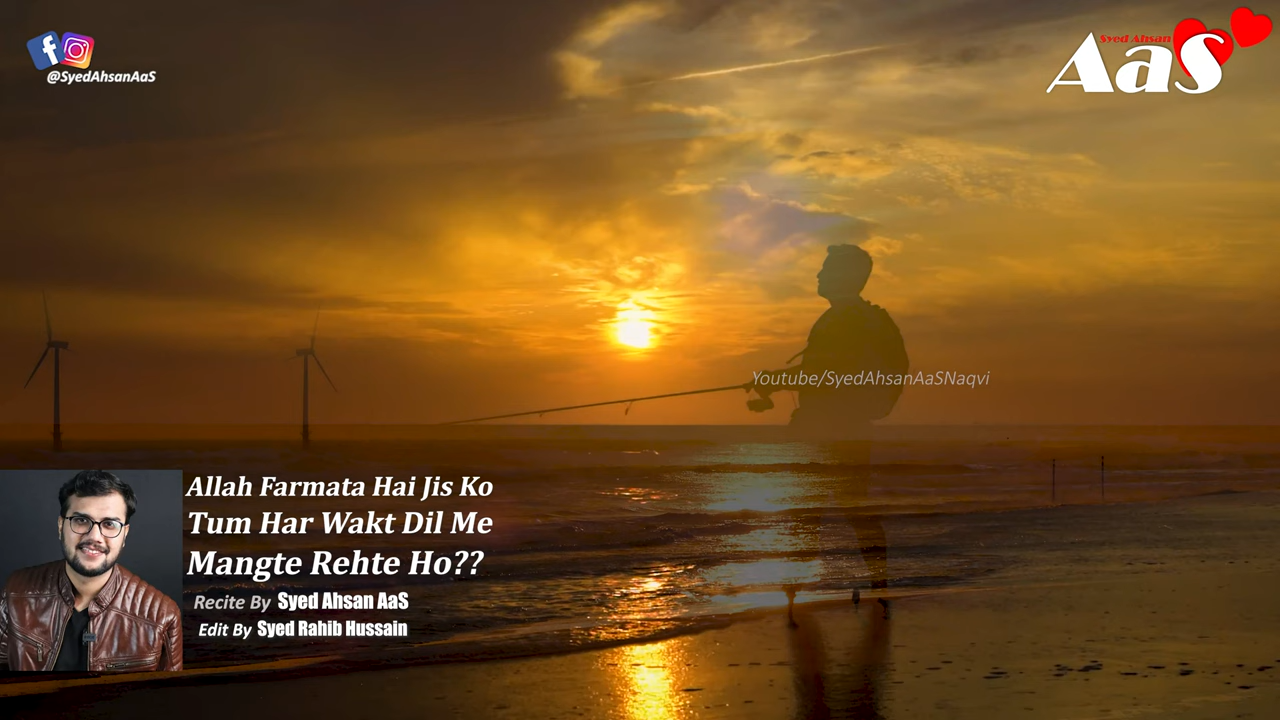 @SyedAhsanAaS
Syed Ahsan
AaS
Youtube/SyedAhsanAaSNaqvi
Allah Farmata Hai Jis Ko
Tum Har Wakt Dil Me
Mangte Rehte Ho??
Recite By Syed Ahsan AaS
Edit By Syed Rahib Hussain